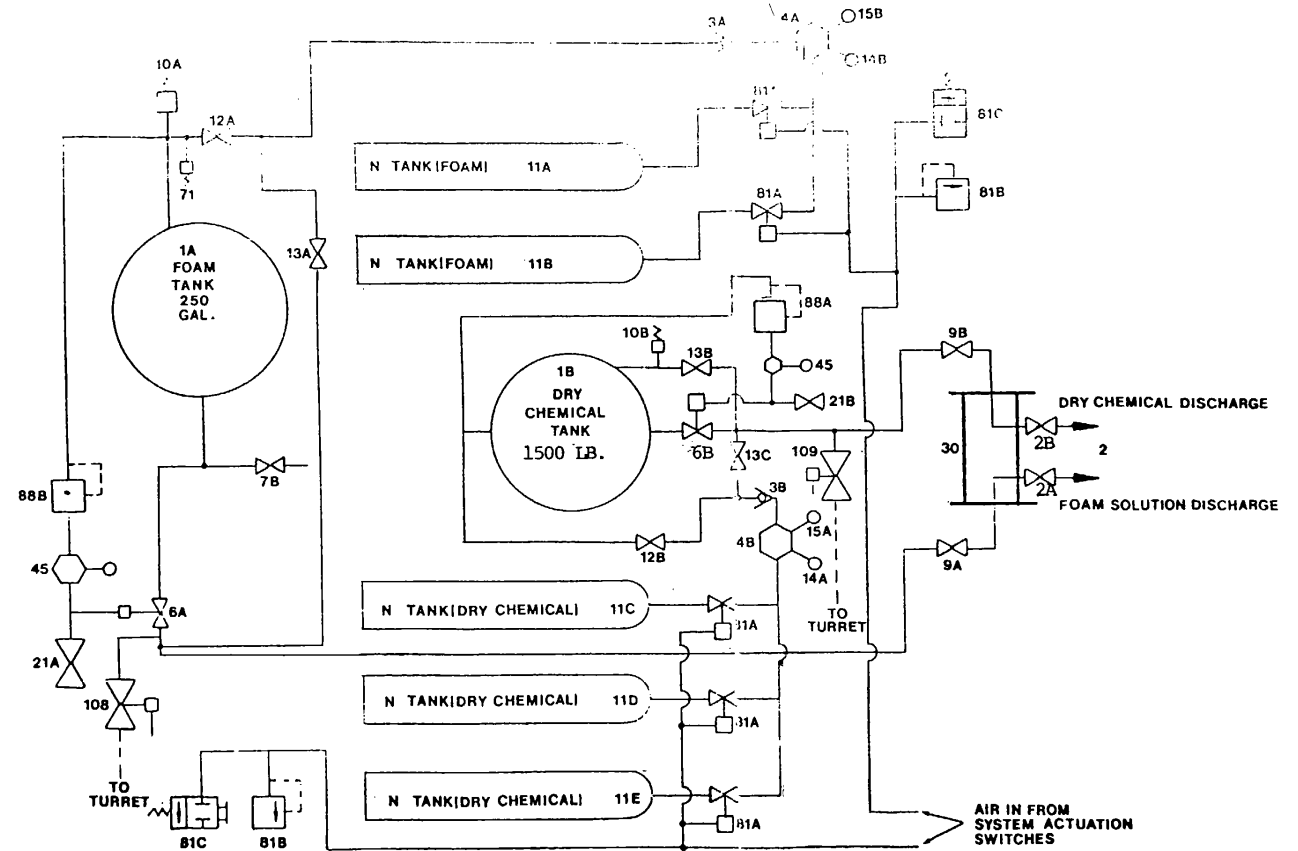 3A
4A
15B
14B
10A
12A
71
81C
81B
N TANK(FOAM) 11A
81A
N TANK(FOAM) 11B
1A
FOAM
TANK
250
GAL.
13A
88A
10B
13B
45
9B
1B
DRY
CHEMICAL
TANK
1500 LB.
21B
6B
13C
109
30
DRY CHEMICAL DISCHARGE
2B
2
2A
FOAM SOLUTION DISCHARGE
7B
88B
3B
15A
4B
14A
12B
9A
45
6A
N TANK(DRY CHEMICAL) 11C
81A
TO
TURRET
21A
108
N TANK(DRY CHEMICAL) 11D
81A
TO
TURRET
N TANK(DRY CHEMICAL) 11E
81A
81C
81B
AIR IN FROM
SYSTEM ACTUATION
SWITCHES